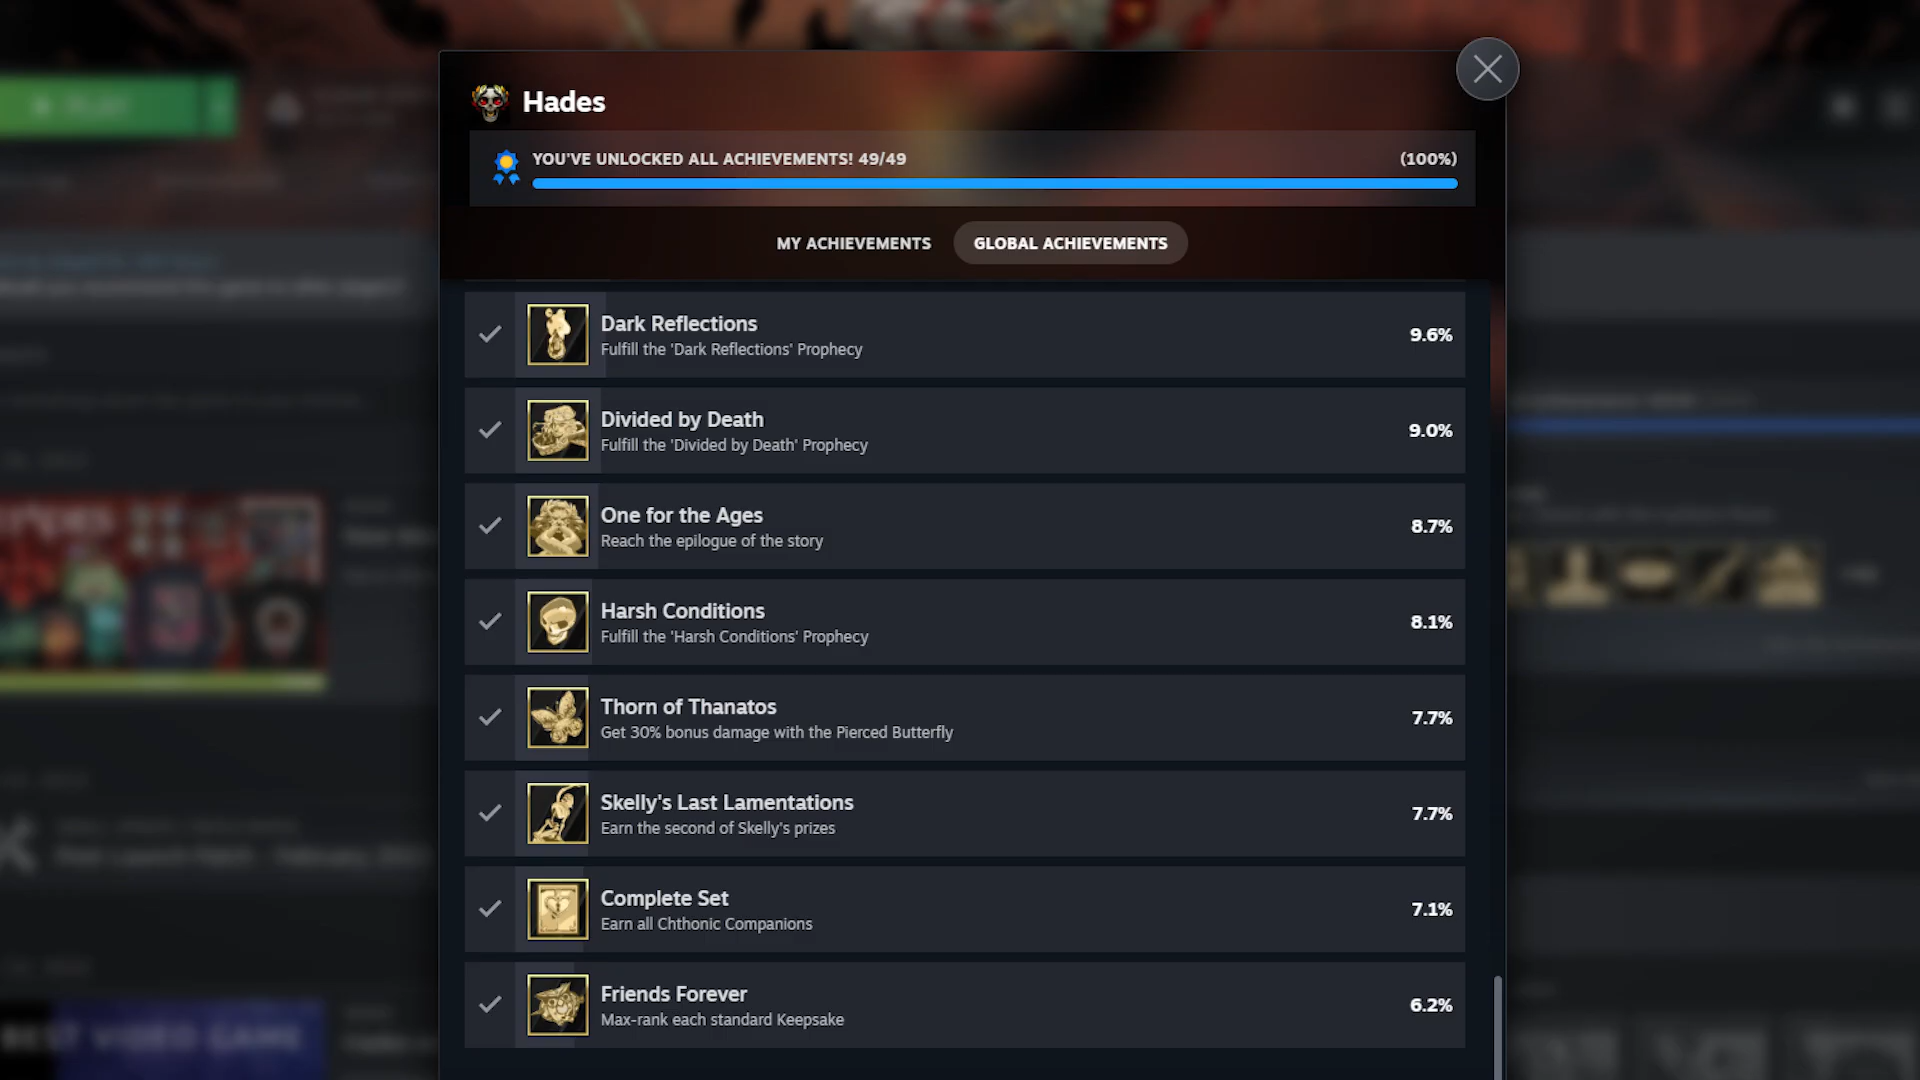 Hades
YOU'VE UNLOCKED ALL ACHIEVEMENTS! 49/49 (100%)
MY ACHIEVEMENTS GLOBAL ACHIEVEMENTS
Dark Reflections
Fulfill the 'Dark Reflections' Prophecy
9.6%
Divided by Death
Fulfill the 'Divided by Death' Prophecy
9.0%
One for the Ages
Reach the epilogue of the story
8.7%
Harsh Conditions
Fulfill the 'Harsh Conditions' Prophecy
8.1%
Thorn of Thanatos
Get 30% bonus damage with the Pierced Butterfly
7.7%
Skelly's Last Lamentations
Earn the second of Skelly's prizes
7.7%
Complete Set
Earn all Chthonic Companions
7.1%
Friends Forever
Max-rank each standard Keepsake
6.2%
PLAY
BEST VIDEO GAME